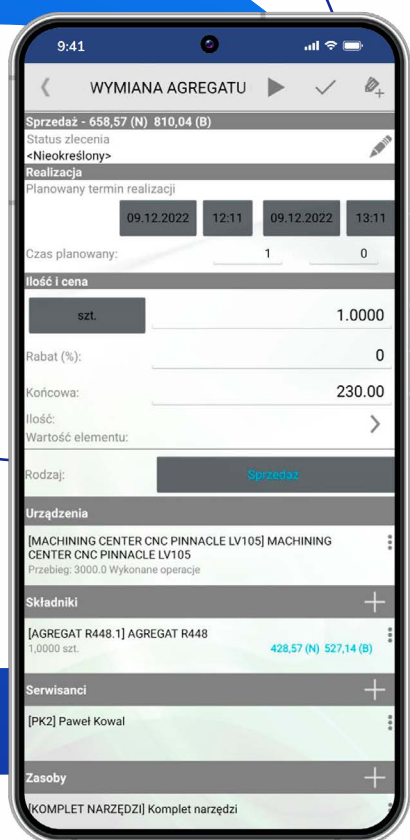 9:41
WYMIANA AGREGATU
Sprzedaż - 658,57 (N) 810,04 (B)
Status zlecenia
<Nieokreślony>
Realizacja
Planowany termin realizacji
09.12.2022 12:11 09.12.2022 13:11
Czas planowany: 1 0
Ilość i cena
szt. 1.0000
Rabat (%): 0
Końcowa: 230.00
Ilość:
Wartość elementu:
Rodzaj: Sprzedaż
Urządzenia
[MACHINING CENTER CNC PINNACLE LV105] MACHINING
CENTER CNC PINNACLE LV105
Przebieg: 3000.0 Wykonane operacje
Składniki
[AGREGAT R448.1] AGREGAT R448
1,0000 szt. 428,57 (N) 527,14 (B)
Serwisanci
[PK2] Paweł Kowal
Zasoby
[KOMPLET NARZĘDZI] Komplet narzędzi